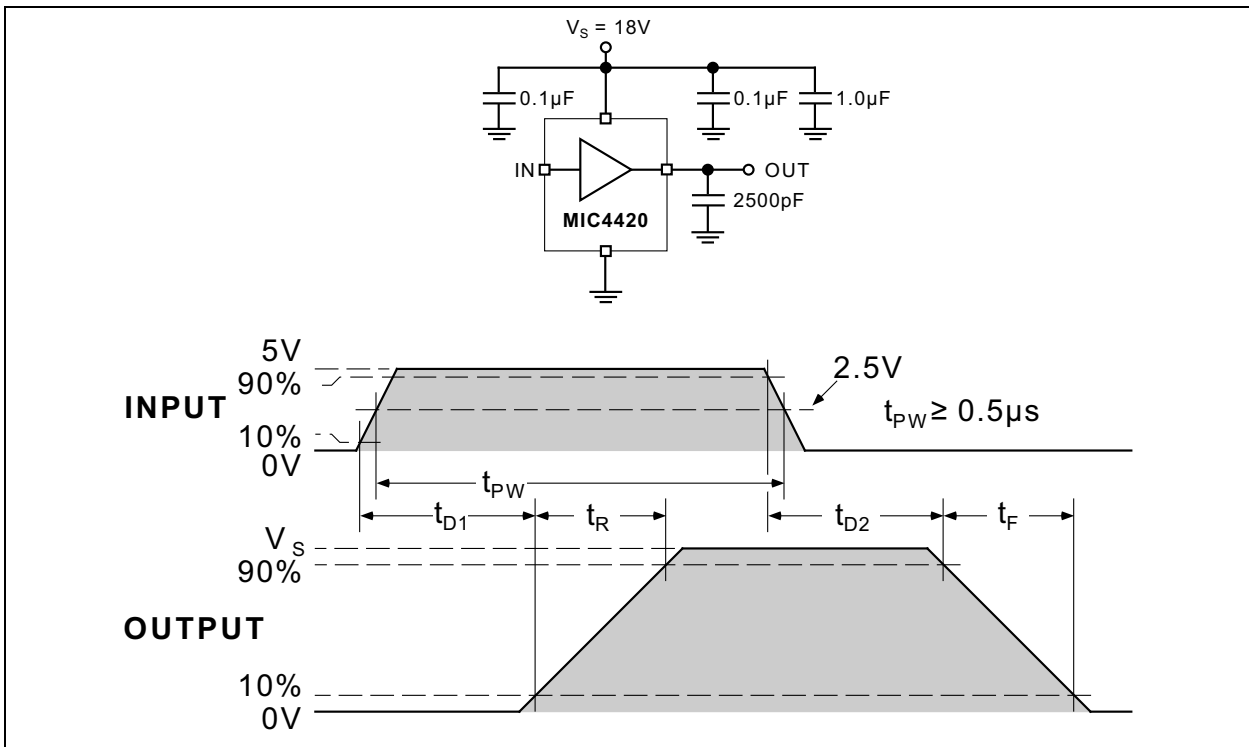 V_S = 18V
0.1µF
0.1µF
1.0µF
IN
OUT
2500pF
MIC4420
5V
90%
2.5V
INPUT
t_PW ≥ 0.5µs
10%
0V
t_PW
t_D1
t_R
t_D2
t_F
V_S
90%
OUTPUT
10%
0V